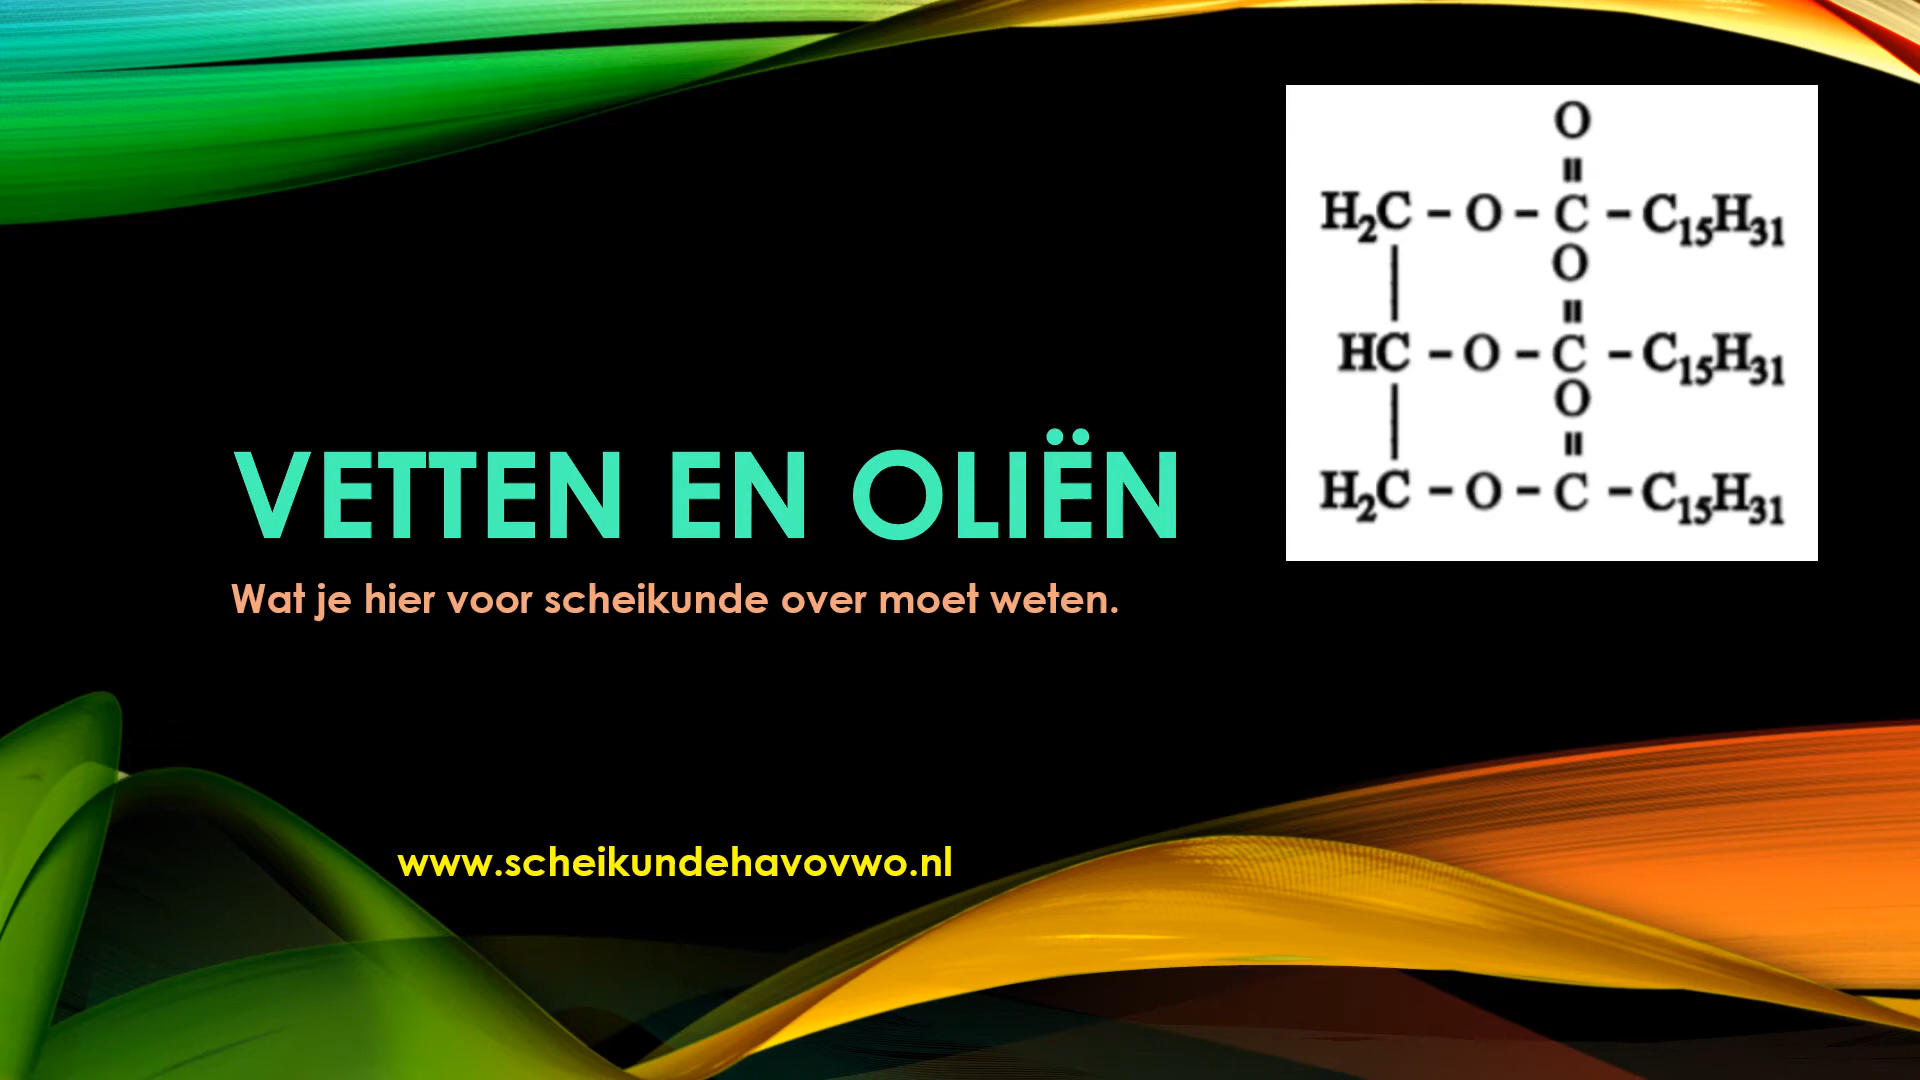 VETTEN EN OLIËN
Wat je hier voor scheikunde over moet weten.
www.scheikundehavovwo.nl
O
H₂C - O - C - C₁₅H₃₁
O
HC - O - C - C₁₅H₃₁
O
H₂C - O - C - C₁₅H₃₁